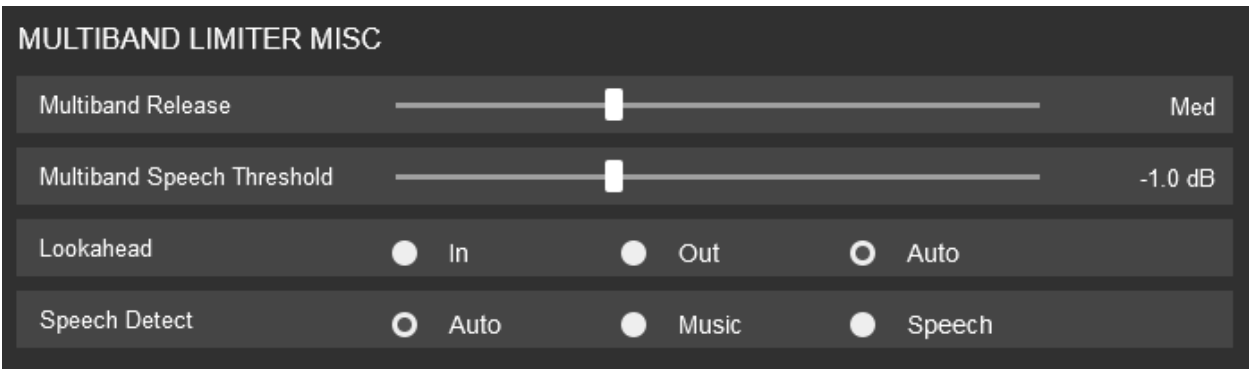 MULTIBAND LIMITER MISC
Multiband Release Med
Multiband Speech Threshold -1.0 dB
Lookahead In Out Auto
Speech Detect Auto Music Speech